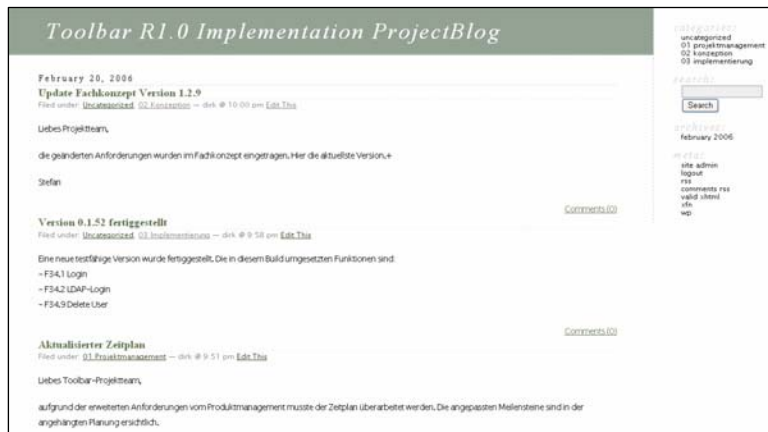 Toolbar R1.0 Implementation ProjectBlog
February 20, 2006
Update Fachkonzept Version 1.2.9
Filed under: Uncategorized, 02 Konzeption — dirk @ 10:00 pm Edit This
Liebes Projektteam,
die geänderten Anforderungen wurden im Fachkonzept eingetragen. Hier die aktuellste Version.+
Stefan
Comments (0)
Version 0.1.52 fertiggestellt
Filed under: Uncategorized, 03 Implementierung — dirk @ 9:58 pm Edit This
Eine neue testfähige Version wurde fertiggestellt. Die in diesem Build umgesetzten Funktionen sind:
- F34.1 Login
- F34.2 LDAP-Login
- F34.9 Delete User
Comments (0)
Aktualisierter Zeitplan
Filed under: 01 Projektmanagement — dirk @ 9:51 pm Edit This
Liebes Toolbar-Projektteam,
aufgrund der erweiterten Anforderungen vom Produktmanagement musste der Zeitplan überarbeitet werden. Die angepassten Meilensteine sind in der
angehängten Planung ersichtlich.
categories:
uncategorized
01 projektmanagement
02 konzeption
03 implementierung
search:
Search
archives:
february 2006
meta:
site admin
logout
rss
comments rss
valid xhtml
xfn
wp